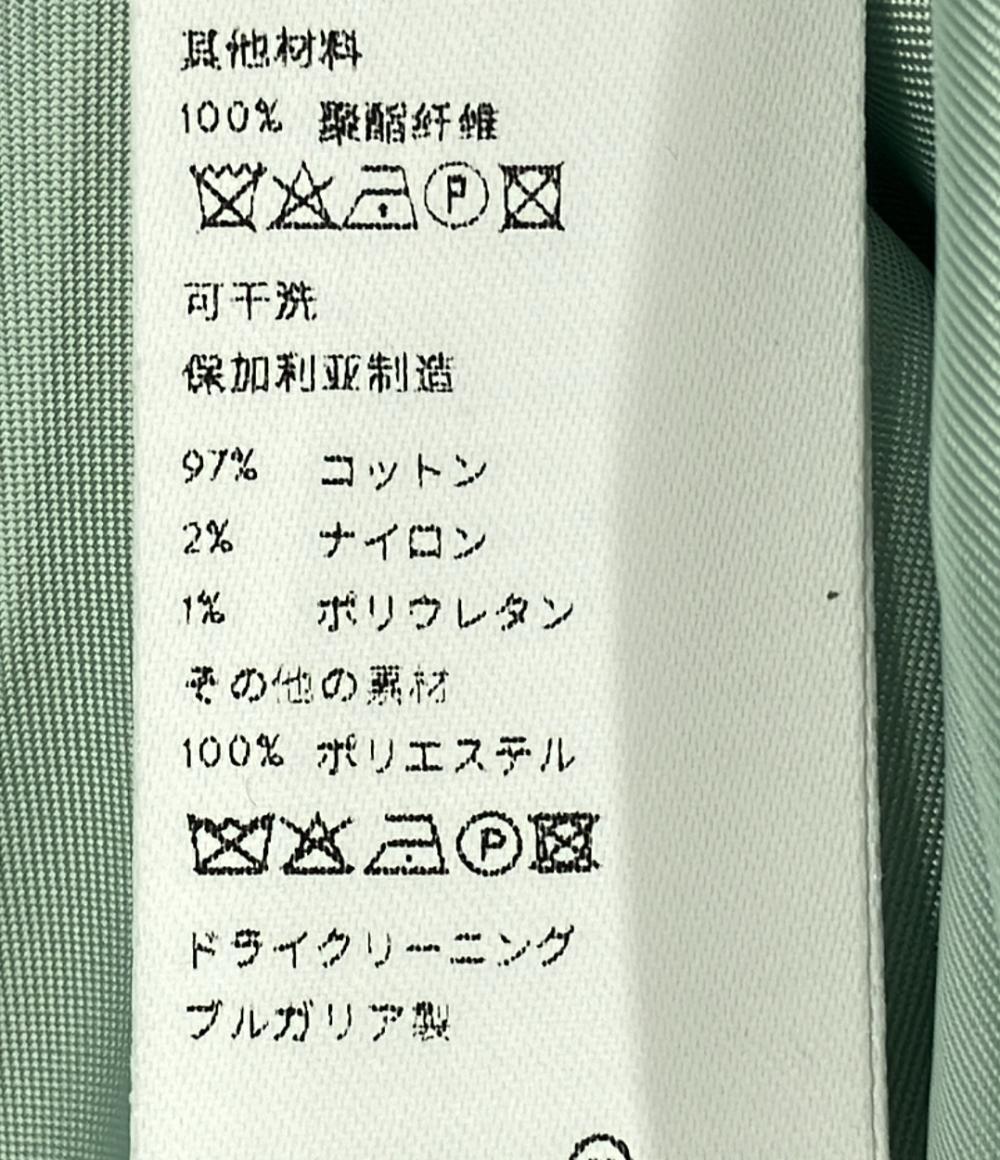 其他材料
100% 聚酯纤维
P
可干洗
保加利亚制造
97% コットン
2% ナイロン
1% ポリウレタン
その他の素材
100% ポリエステル
P
ドライクリーニング
ブルガリア製